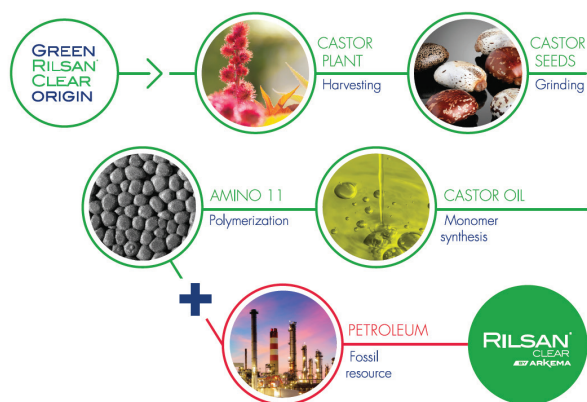 GREEN
RILSAN®
CLEAR
ORIGIN
CASTOR
PLANT
Harvesting
CASTOR
SEEDS
Grinding
AMINO 11
Polymerization
CASTOR OIL
Monomer
synthesis
+
PETROLEUM
Fossil
resource
RILSAN®
CLEAR
BY ARKEMA